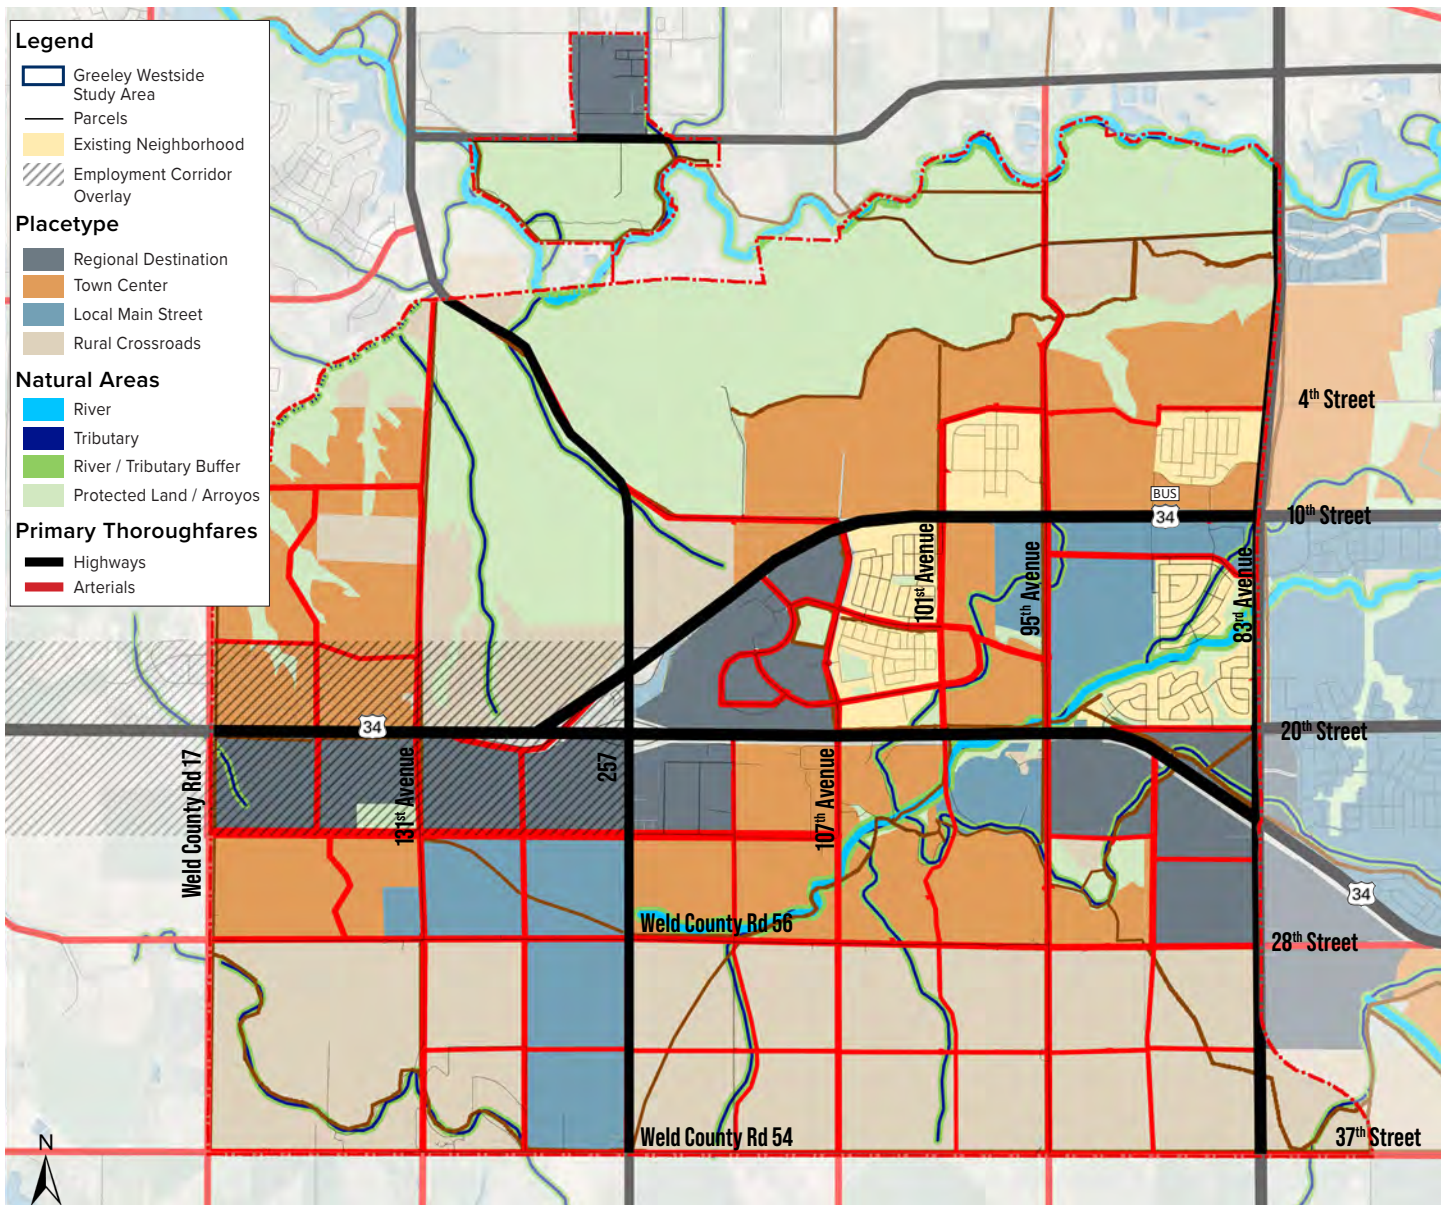 Legend
Greeley Westside
Study Area
Parcels
Existing Neighborhood
Employment Corridor
Overlay
Placetype
Regional Destination
Town Center
Local Main Street
Rural Crossroads
Natural Areas
River
Tributary
River / Tributary Buffer
Protected Land / Arroyos
Primary Thoroughfares
Highways
Arterials
4th Street
BUS
34
10th Street
101st Avenue
95th Avenue
83rd Avenue
34
20th Street
Weld County Rd 17
131st Avenue
257
107th Avenue
34
Weld County Rd 56
28th Street
Weld County Rd 54
37th Street
N